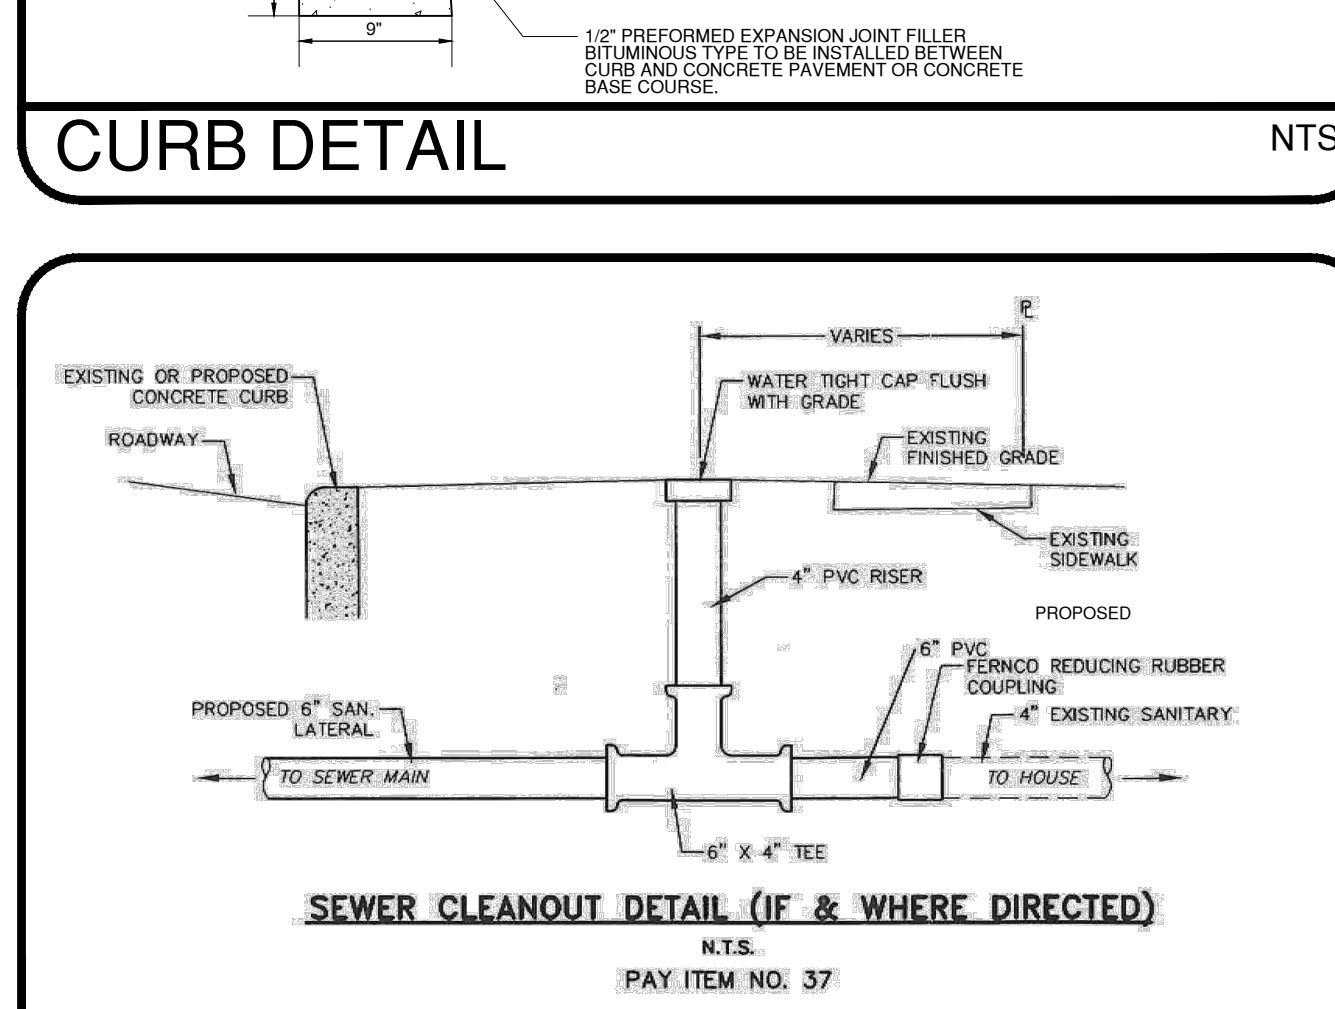 9"
1/2" PREFORMED EXPANSION JOINT FILLER
BITUMINOUS TYPE TO BE INSTALLED BETWEEN
CURB AND CONCRETE PAVEMENT OR CONCRETE
BASE COURSE.
CURB DETAIL
NTS
PL
VARIES
EXISTING OR PROPOSED
CONCRETE CURB
WATER TIGHT CAP FLUSH
WITH GRADE
ROADWAY
EXISTING
FINISHED GRADE
EXISTING
SIDEWALK
4" PVC RISER
PROPOSED
6" PVC
FERNCO REDUCING RUBBER
COUPLING
PROPOSED 6" SAN.
LATERAL
4" EXISTING SANITARY
TO SEWER MAIN
TO HOUSE
6" X 4" TEE
SEWER CLEANOUT DETAIL (IF & WHERE DIRECTED)
N.T.S.
PAY ITEM NO. 37